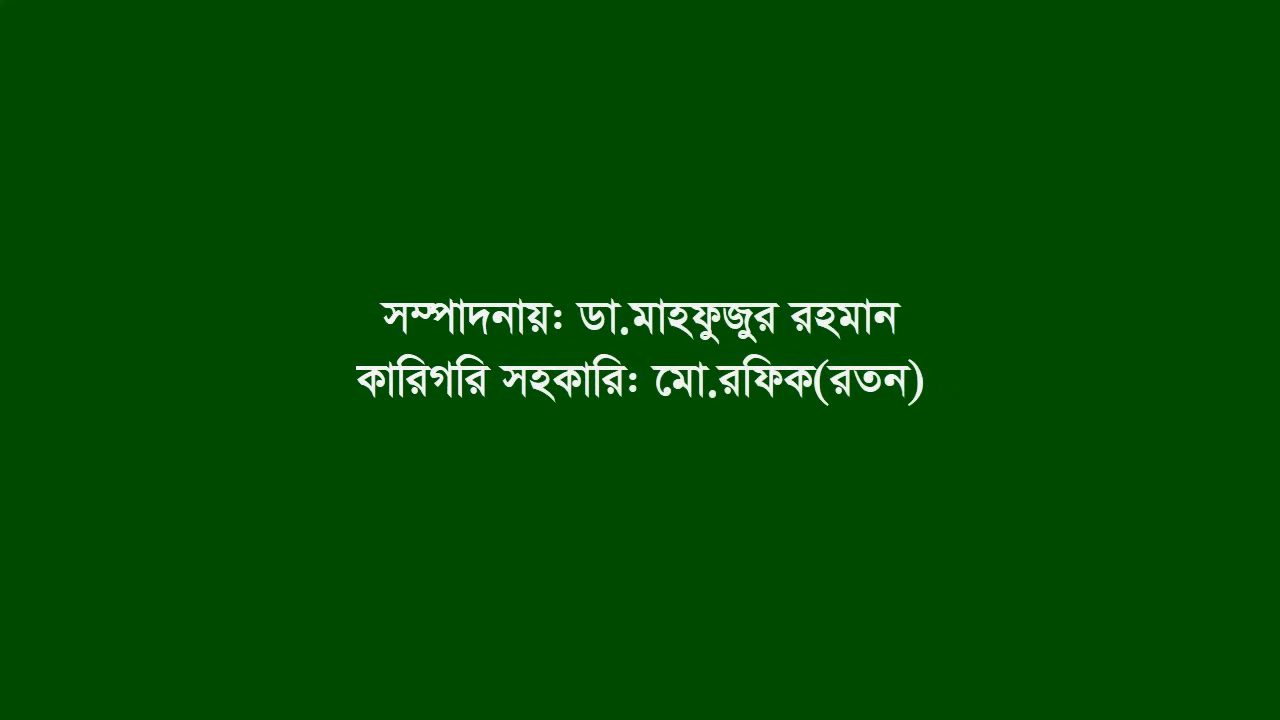 সম্পাদনায়: ডা.মাহফুজুর রহমান
কারিগরি সহকারি: মো.রফিক(রতন)